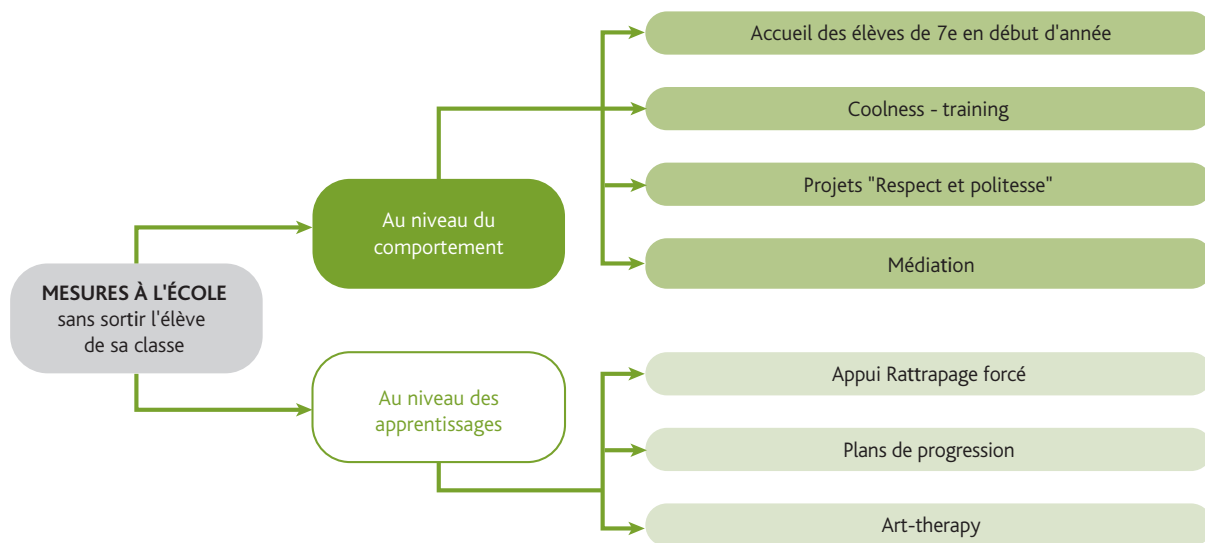 MESURES À L'ÉCOLE
sans sortir l'élève
de sa classe
Au niveau du
comportement
Accueil des élèves de 7e en début d'année
Coolness - training
Projets "Respect et politesse"
Médiation
Au niveau des
apprentissages
Appui Rattrapage forcé
Plans de progression
Art-therapy